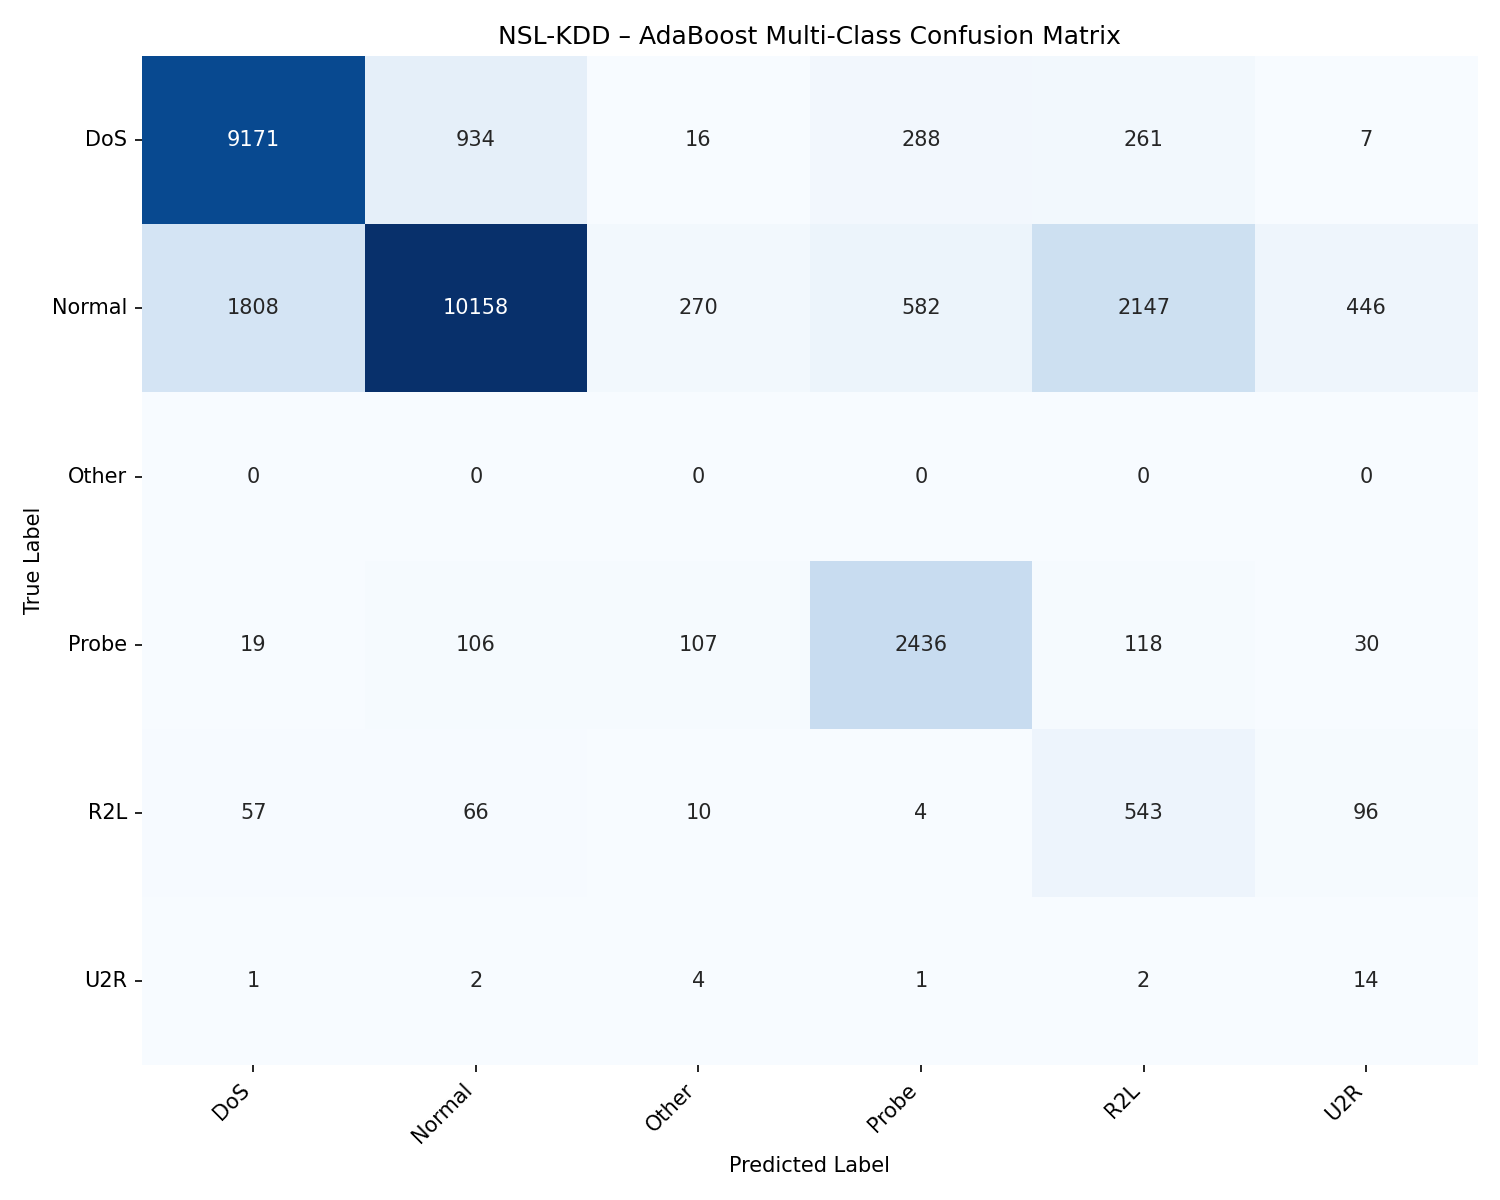 NSL-KDD – AdaBoost Multi-Class Confusion Matrix
DoS 9171 934 16 288 261 7
Normal 1808 10158 270 582 2147 446
Other 0 0 0 0 0 0
Probe 19 106 107 2436 118 30
R2L 57 66 10 4 543 96
U2R 1 2 4 1 2 14
True Label
DoS Normal Other Probe R2L U2R
Predicted Label